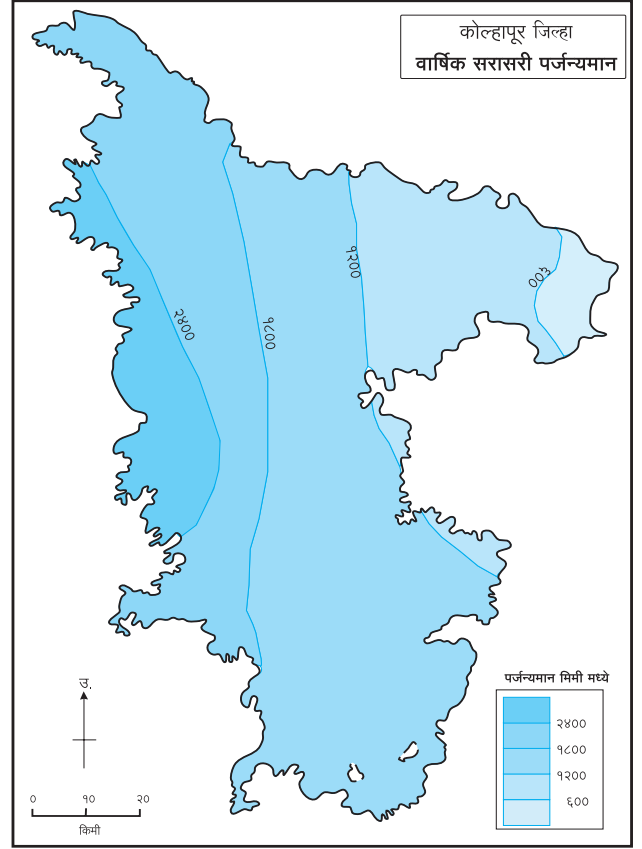 कोल्हापूर जिल्हा
वार्षिक सरासरी पर्जन्यमान
१२००
६००
२४००
१८००
उ.
० १० २०
किमी
पर्जन्यमान मिमी मध्ये
२४००
१८००
१२००
६००